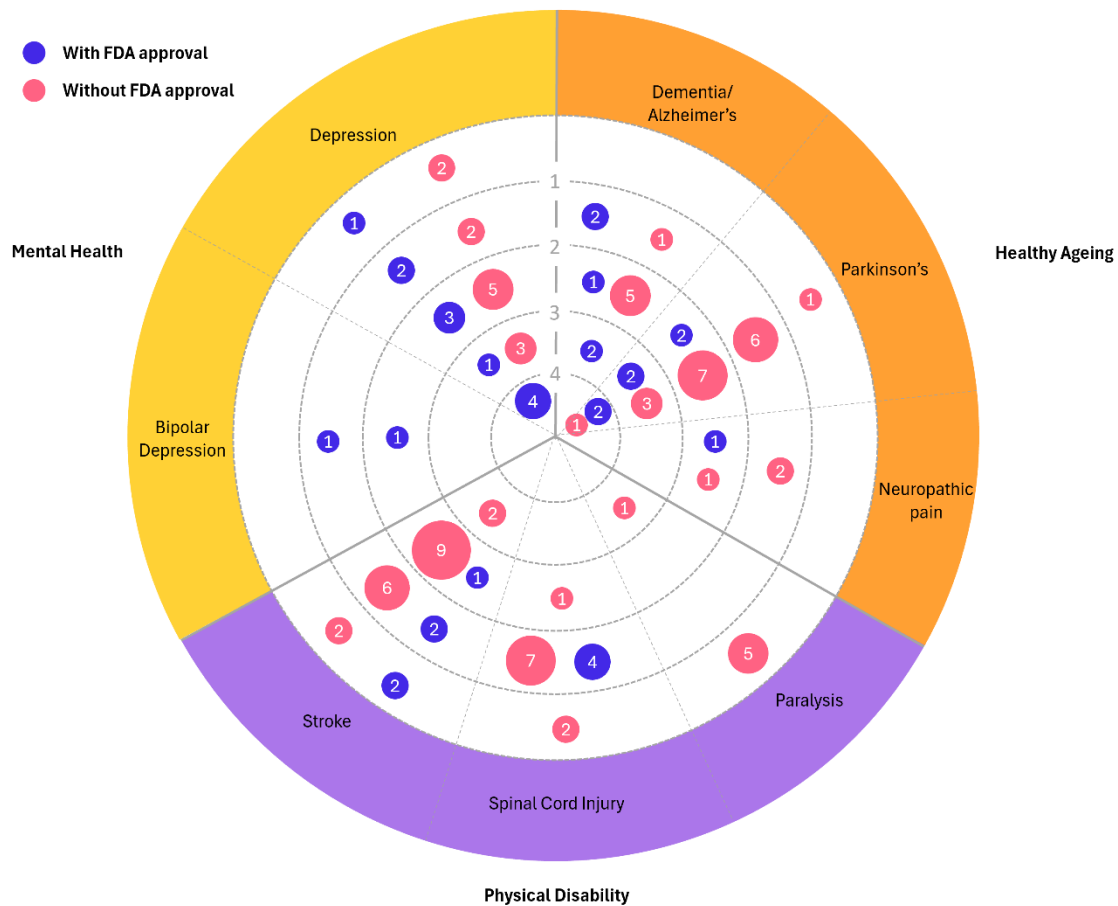 With FDA approval
Without FDA approval
Dementia/
Alzheimer's
Depression
2
1
1
2
2
1
Mental Health
Healthy Ageing
2
2
Parkinson's
2
1
5
1
5
1
3
3
2
6
3
2
7
1
4
2
4
2
3
1
Bipolar
Depression
1
1
1
2
1
Neuropathic
pain
2
1
9
1
6
1
2
2
7
4
5
2
Stroke
Paralysis
2
Spinal Cord Injury
Physical Disability